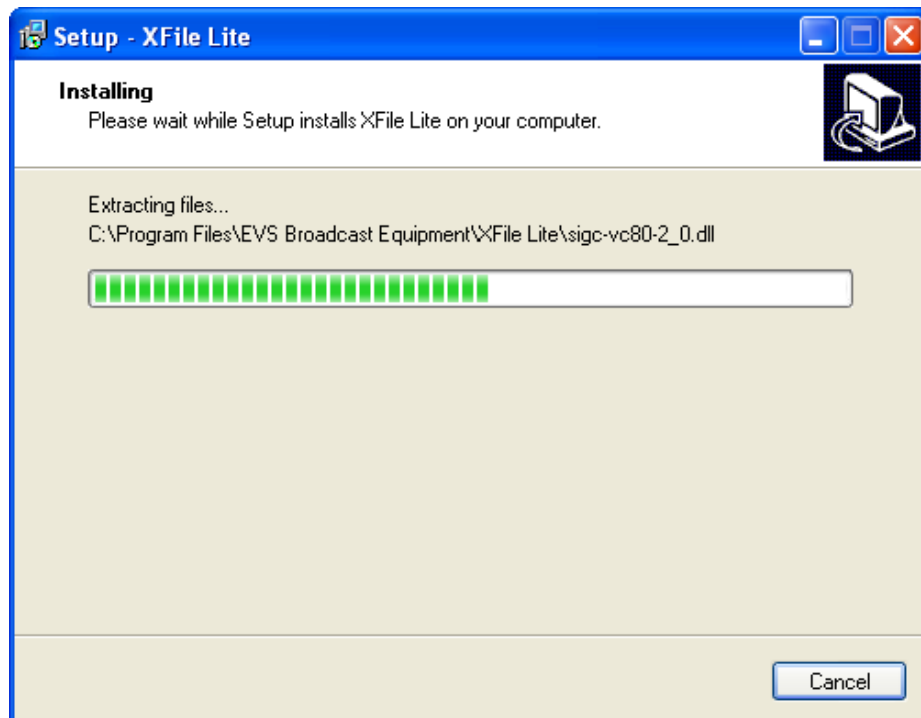 Setup - XFile Lite
Installing
Please wait while Setup installs XFile Lite on your computer.
Extracting files...
C:\Program Files\EVS Broadcast Equipment\XFile Lite\sigc-vc80-2_0.dll
Cancel